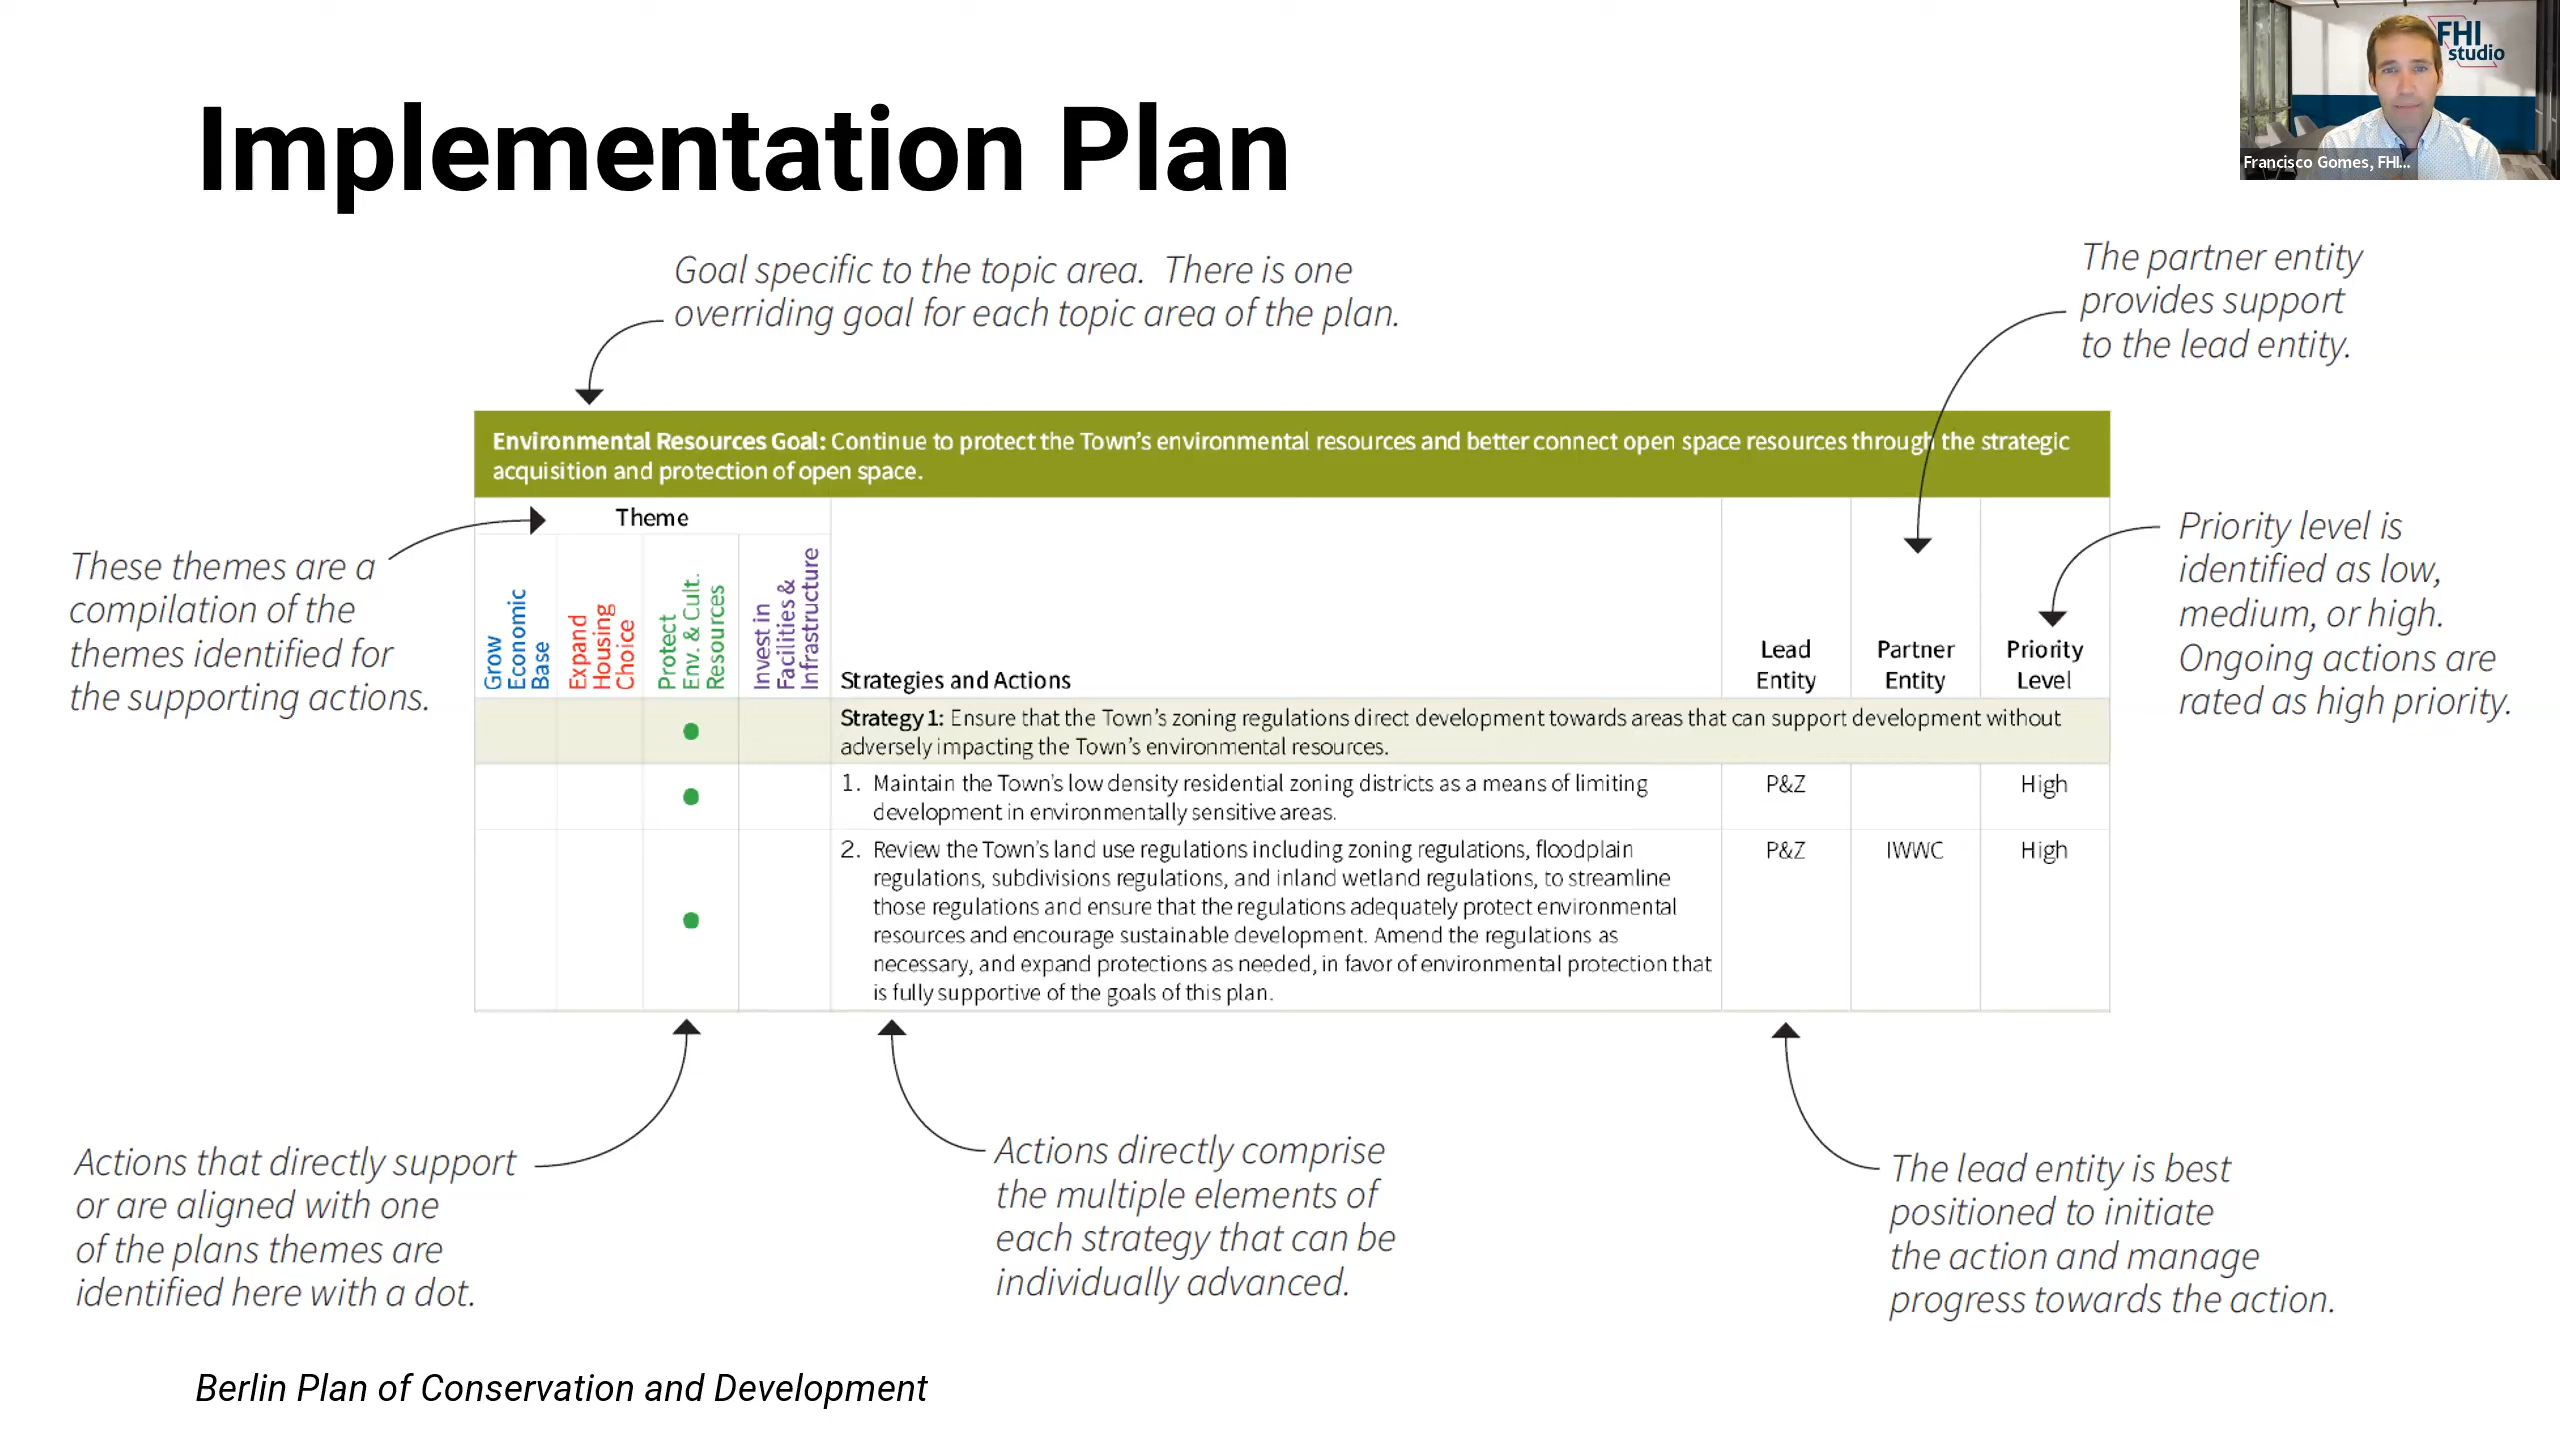 FHI
studio
Francisco Gomes, FHI...
Implementation Plan
Goal specific to the topic area.  There is one
overriding goal for each topic area of the plan.
The partner entity
provides support
to the lead entity.
Environmental Resources Goal: Continue to protect the Town's environmental resources and better connect open space resources through the strategic
acquisition and protection of open space.
These themes are a
compilation of the
themes identified for
the supporting actions.
Priority level is
identified as low,
medium, or high.
Ongoing actions are
rated as high priority.
Theme
Grow
Economic
Base
Expand
Housing
Choice
Protect
Env. & Cult.
Resources
Invest in
Facilities &
Infrastructure
Strategies and Actions
Lead
Entity
Partner
Entity
Priority
Level
Strategy 1: Ensure that the Town's zoning regulations direct development towards areas that can support development without
adversely impacting the Town's environmental resources.
1. Maintain the Town's low density residential zoning districts as a means of limiting
development in environmentally sensitive areas.
P&Z
High
2. Review the Town's land use regulations including zoning regulations, floodplain
regulations, subdivisions regulations, and inland wetland regulations, to streamline
those regulations and ensure that the regulations adequately protect environmental
resources and encourage sustainable development. Amend the regulations as
necessary, and expand protections as needed, in favor of environmental protection that
is fully supportive of the goals of this plan.
P&Z
IWWC
High
Actions that directly support
or are aligned with one
of the plans themes are
identified here with a dot.
Actions directly comprise
the multiple elements of
each strategy that can be
individually advanced.
The lead entity is best
positioned to initiate
the action and manage
progress towards the action.
Berlin Plan of Conservation and Development